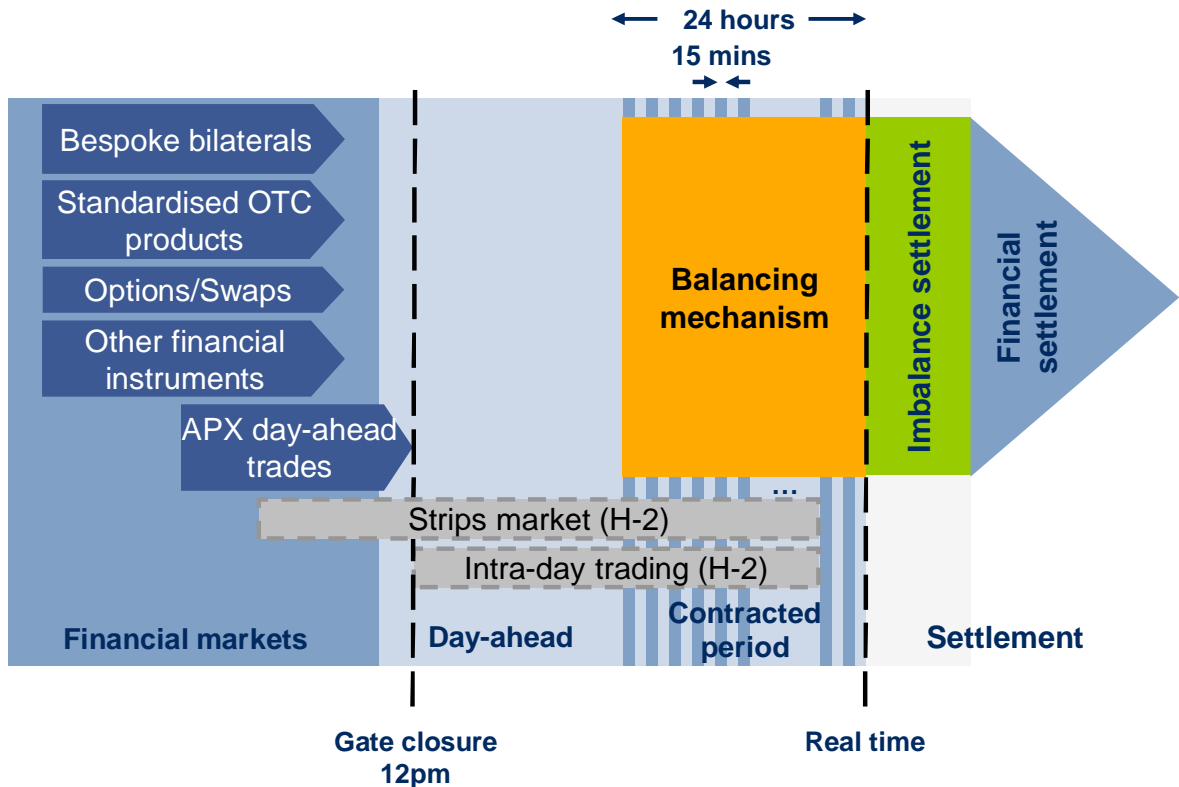 24 hours
15 mins
Bespoke bilaterals
Standardised OTC
products
Options/Swaps
Other financial
instruments
APX day-ahead
trades
Balancing
mechanism
Imbalance settlement
Financial
settlement
...
Strips market (H-2)
Intra-day trading (H-2)
Financial markets
Day-ahead
Contracted
period
Settlement
Gate closure
12pm
Real time